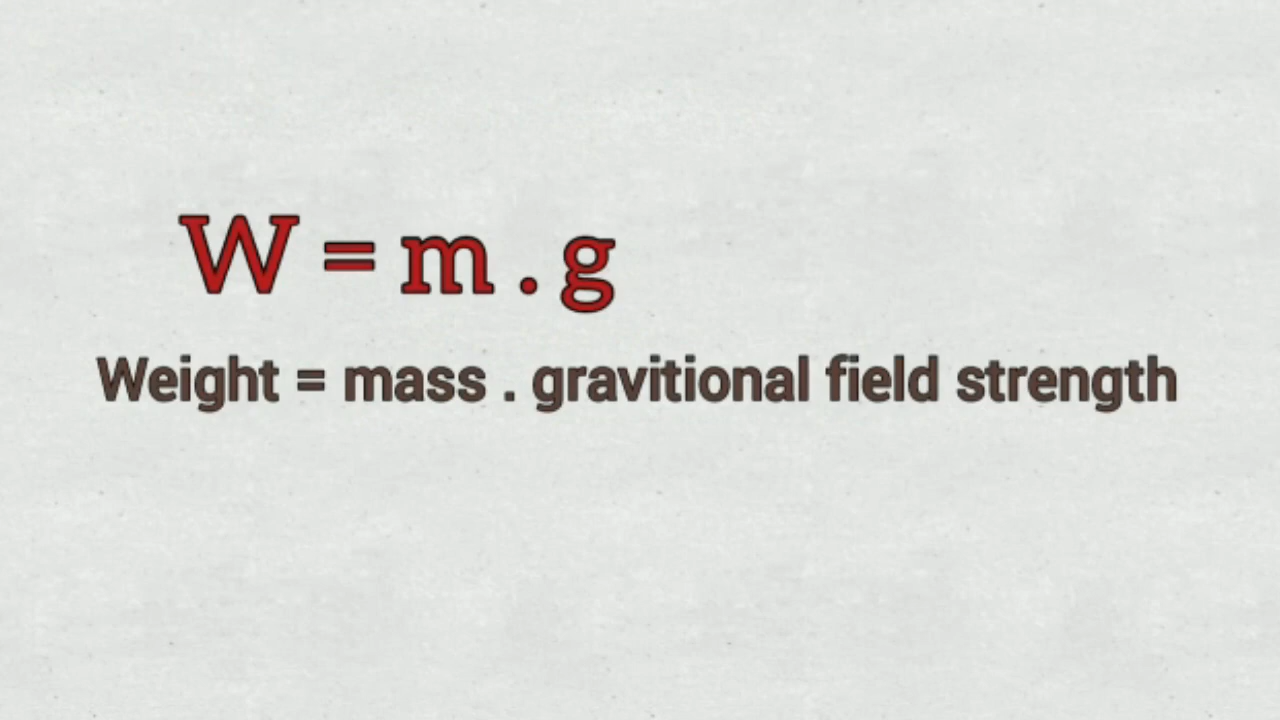 W = m . g
Weight = mass . gravitional field strength